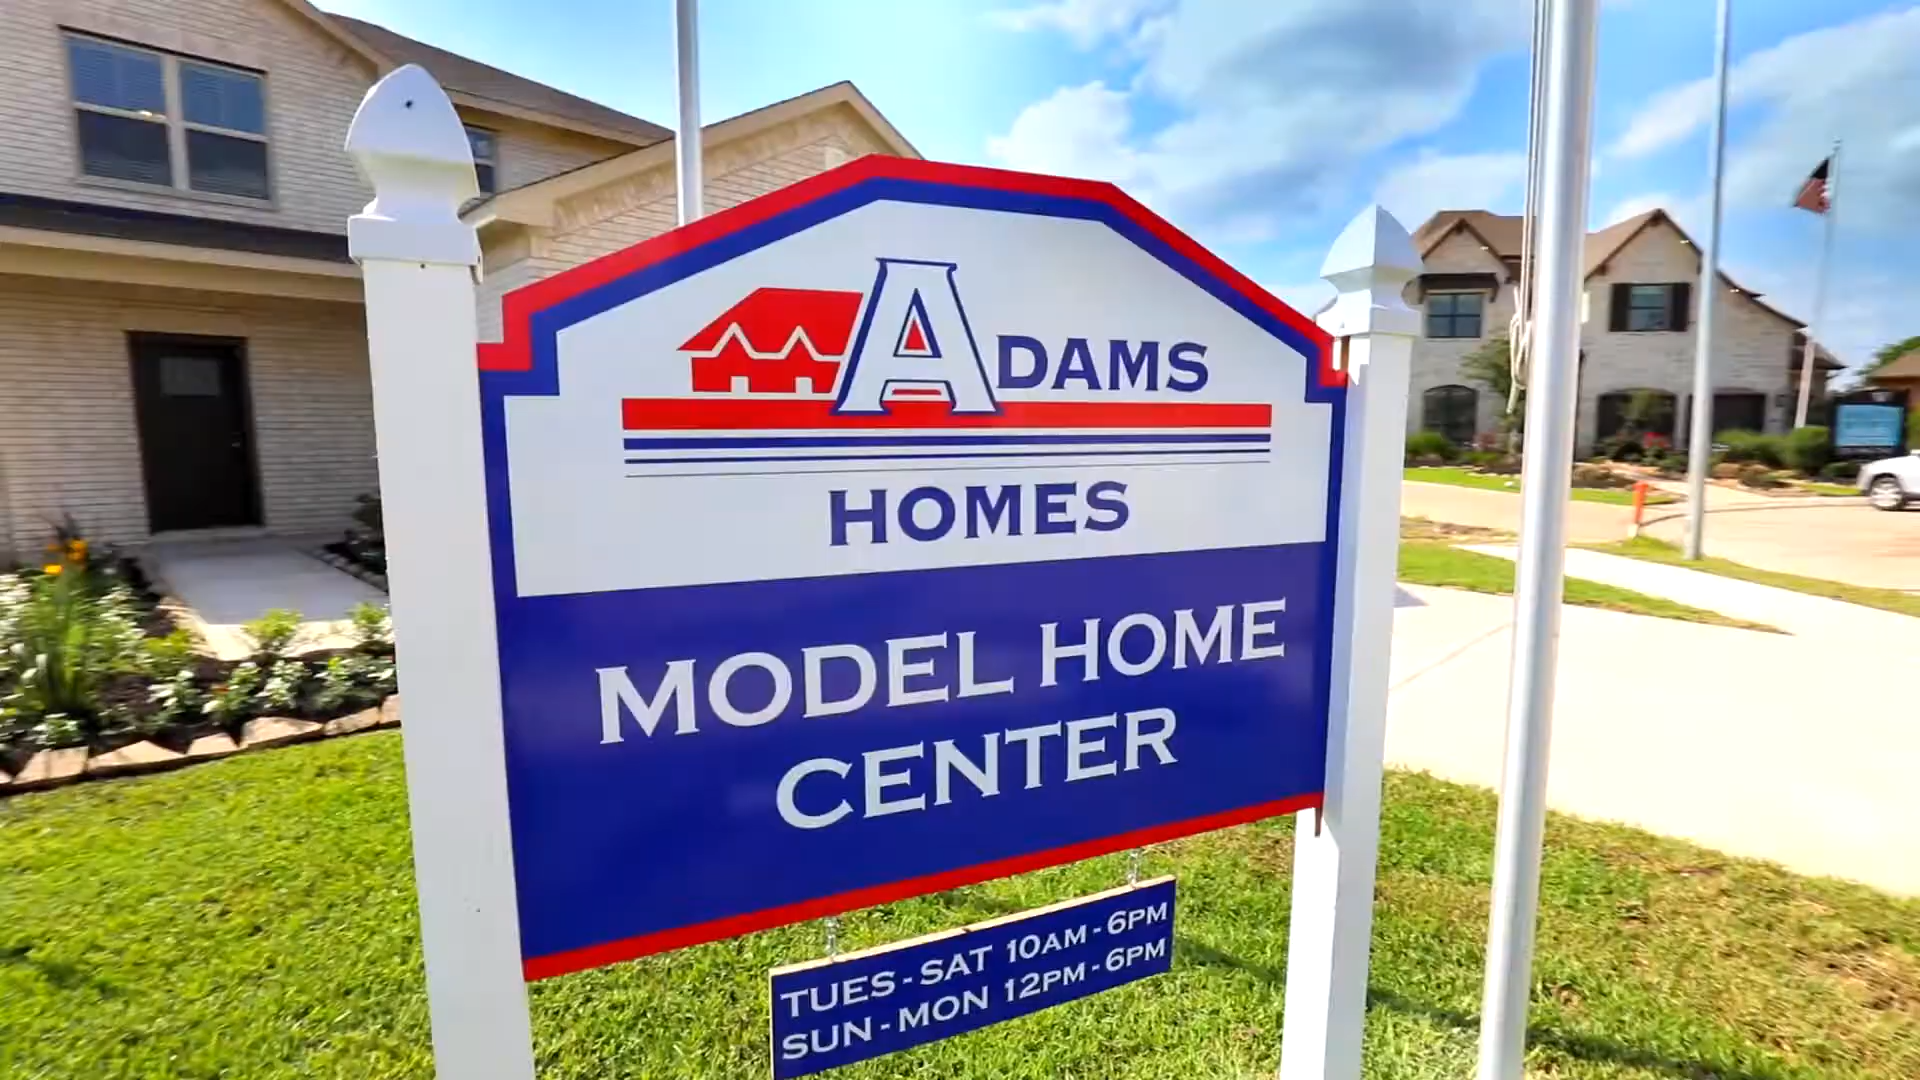 ADAMS
HOMES
MODEL HOME
CENTER
TUES - SAT 10AM - 6PM
SUN - MON 12PM - 6PM